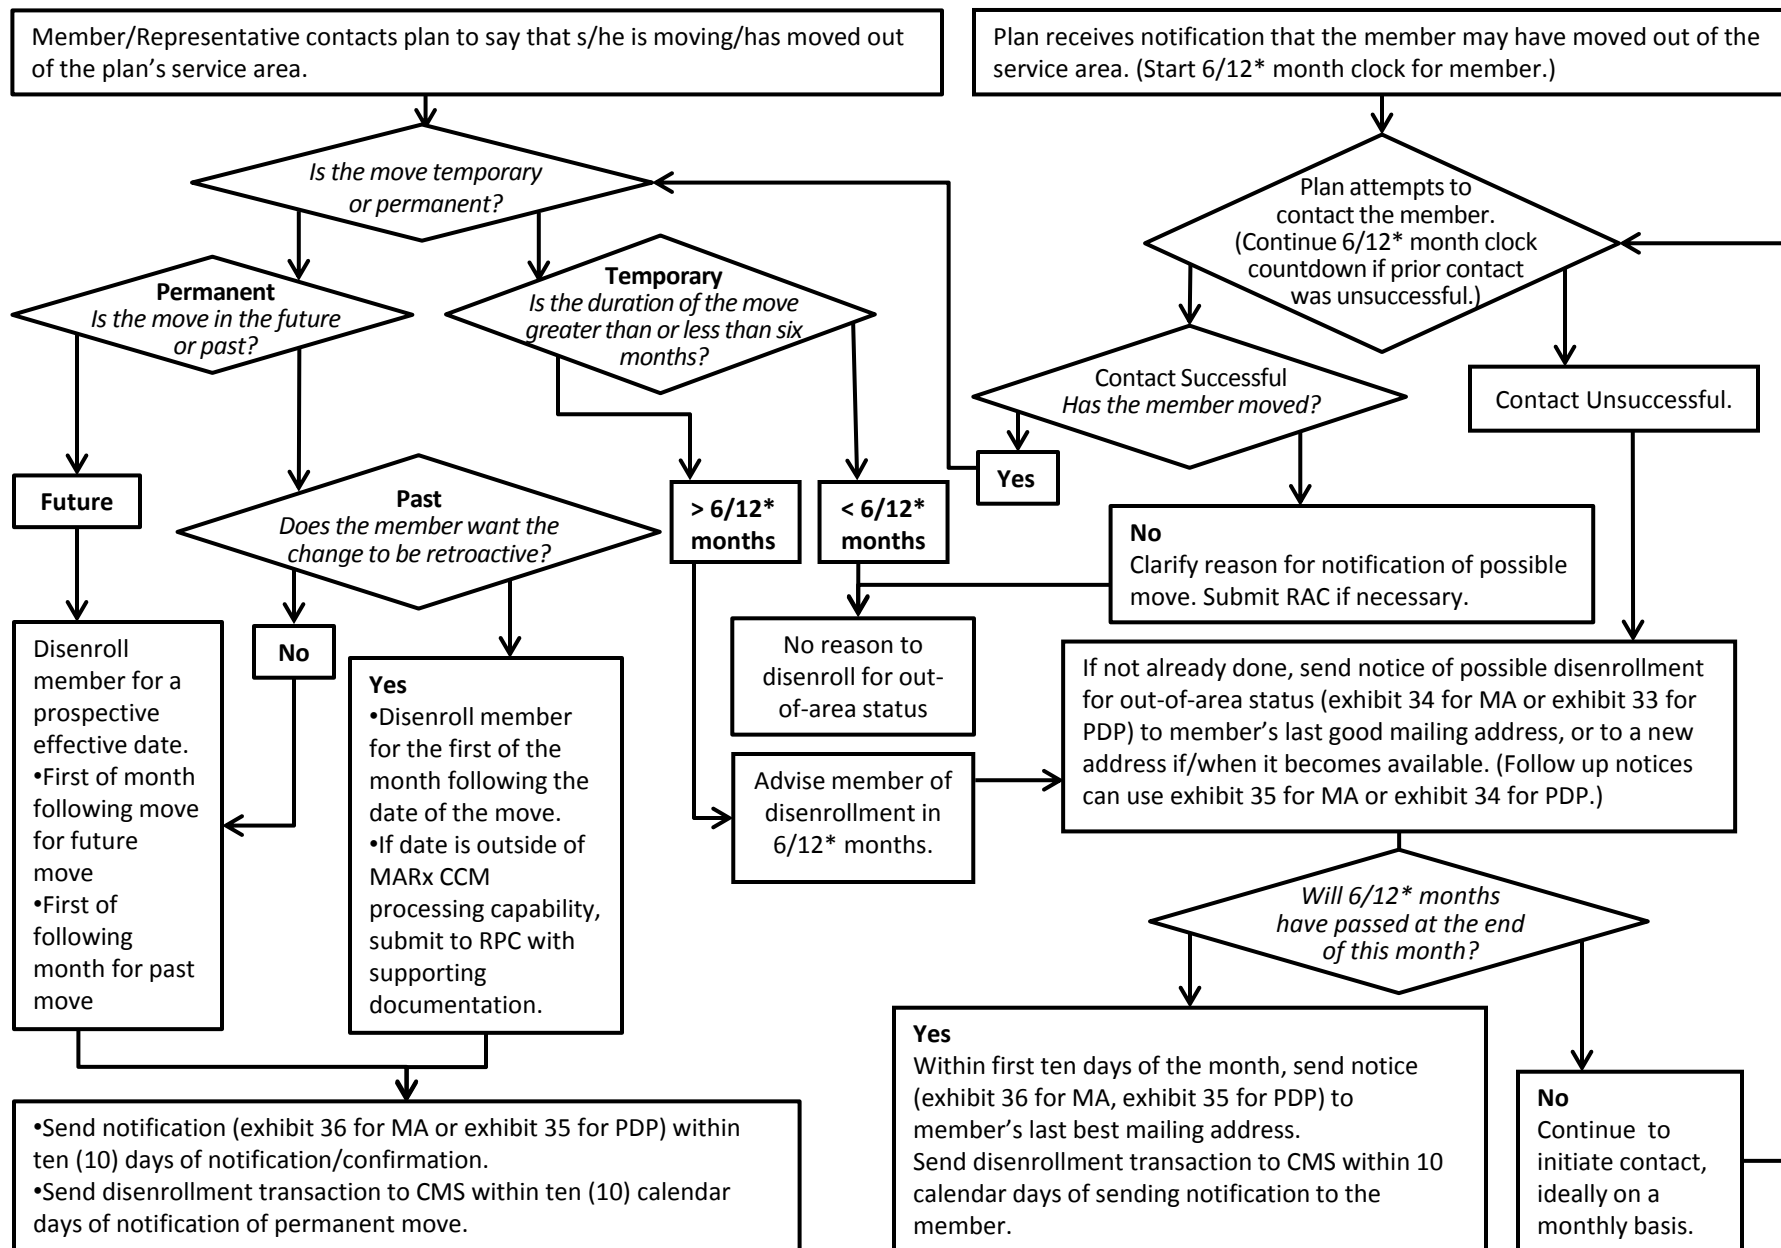 Member/Representative contacts plan to say that s/he is moving/has moved out
of the plan's service area.
Plan receives notification that the member may have moved out of the
service area. (Start 6/12* month clock for member.)
Is the move temporary
or permanent?
Plan attempts to
contact the member.
(Continue 6/12* month clock
countdown if prior contact
was unsuccessful.)
Permanent
Is the move in the future
or past?
Temporary
Is the duration of the move
greater than or less than six
months?
Contact Successful
Has the member moved?
Contact Unsuccessful.
Yes
Future
Past
Does the member want the
change to be retroactive?
> 6/12*
months
< 6/12*
months
No
Clarify reason for notification of possible
move. Submit RAC if necessary.
Disenroll
member for a
prospective
effective date.
•First of month
following move
for future
move
•First of
following
month for past
move
No
Yes
•Disenroll member
for the first of the
month following the
date of the move.
•If date is outside of
MARx CCM
processing capability,
submit to RPC with
supporting
documentation.
No reason to
disenroll for out-
of-area status
Advise member of
disenrollment in
6/12* months.
If not already done, send notice of possible disenrollment
for out-of-area status (exhibit 34 for MA or exhibit 33 for
PDP) to member's last good mailing address, or to a new
address if/when it becomes available. (Follow up notices
can use exhibit 35 for MA or exhibit 34 for PDP.)
Will 6/12* months
have passed at the end
of this month?
•Send notification (exhibit 36 for MA or exhibit 35 for PDP) within
ten (10) days of notification/confirmation.
•Send disenrollment transaction to CMS within ten (10) calendar
days of notification of permanent move.
Yes
Within first ten days of the month, send notice
(exhibit 36 for MA, exhibit 35 for PDP) to
member's last best mailing address.
Send disenrollment transaction to CMS within 10
calendar days of sending notification to the
member.
No
Continue to
initiate contact,
ideally on a
monthly basis.